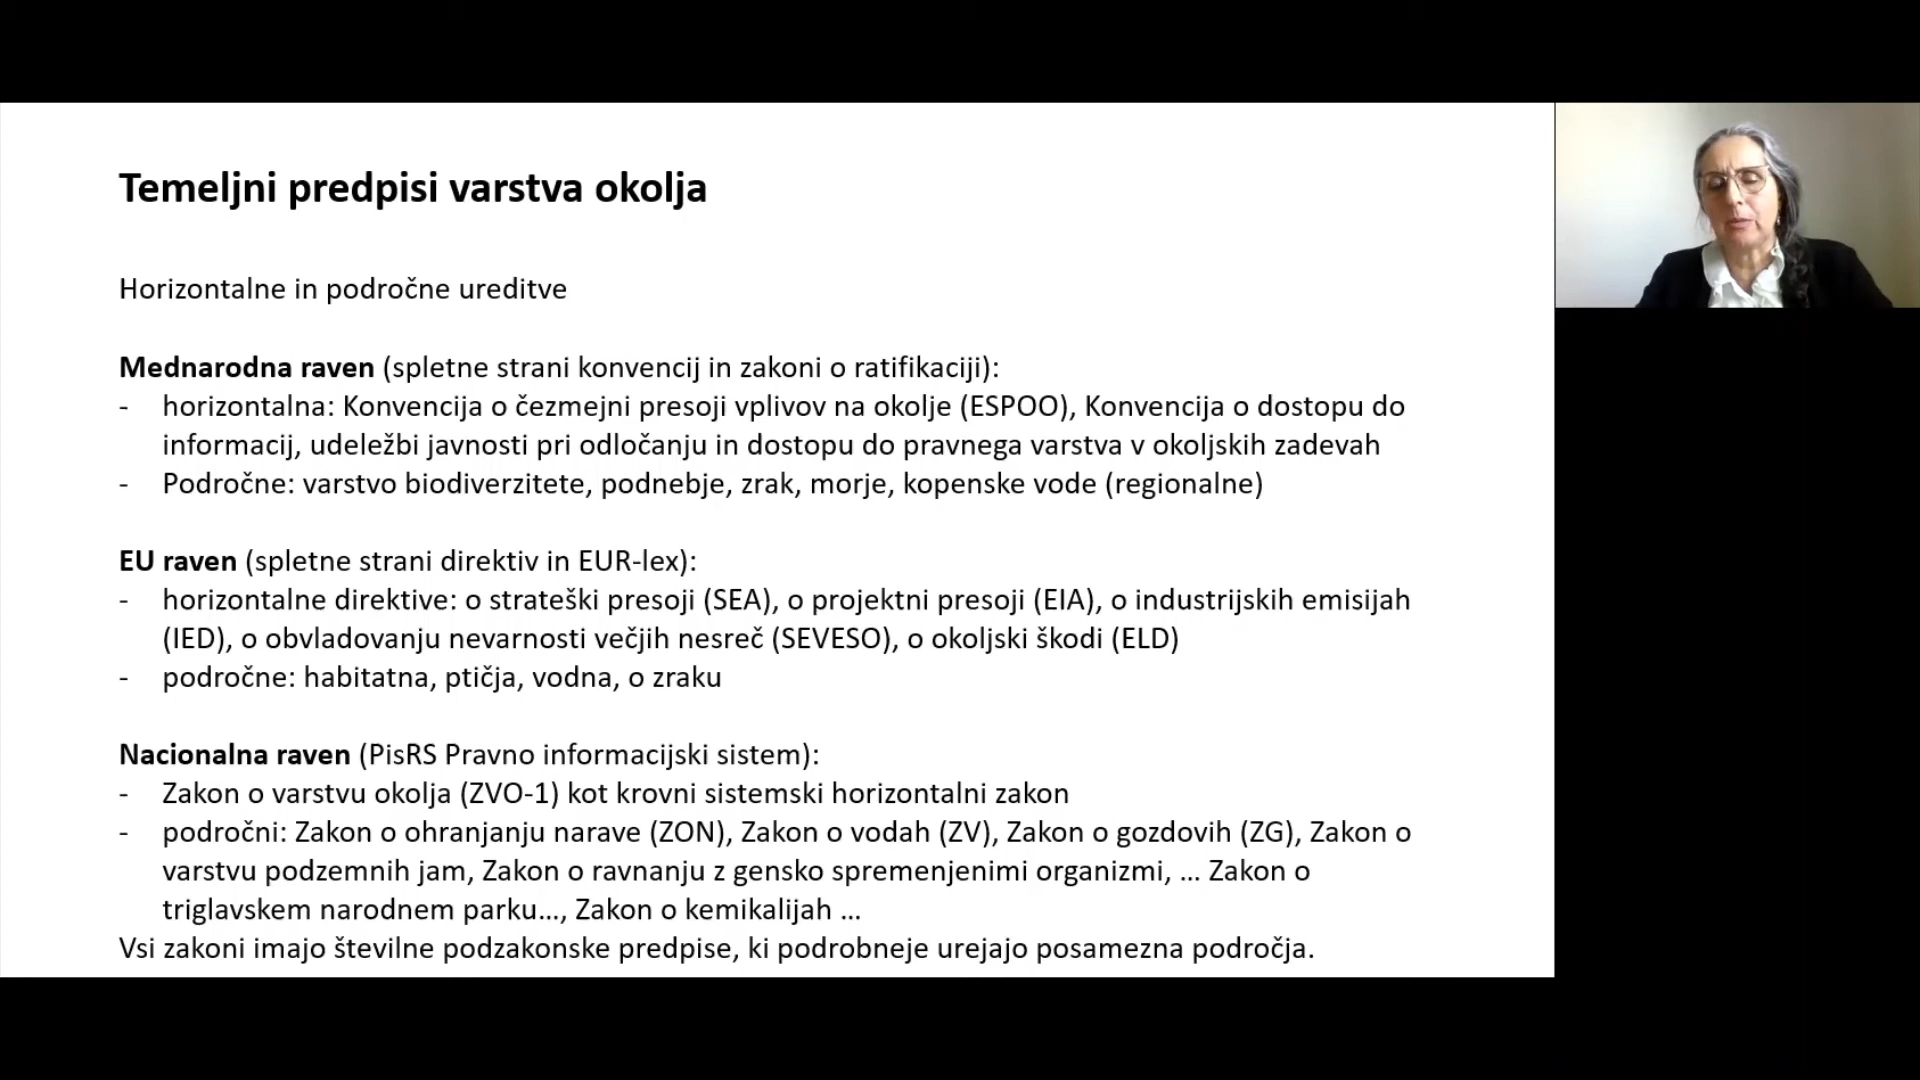 Temeljni predpisi varstva okolja
Horizontalne in področne ureditve
Mednarodna raven (spletne strani konvencij in zakoni o ratifikaciji):
- horizontalna: Konvencija o čezmejni presoji vplivov na okolje (ESPOO), Konvencija o dostopu do
informacij, udeležbi javnosti pri odločanju in dostopu do pravnega varstva v okoljskih zadevah
- Področne: varstvo biodiverzitete, podnebje, zrak, morje, kopenske vode (regionalne)
EU raven (spletne strani direktiv in EUR-lex):
- horizontalne direktive: o strateški presoji (SEA), o projektni presoji (EIA), o industrijskih emisijah
(IED), o obvladovanju nevarnosti večjih nesreč (SEVESO), o okoljski škodi (ELD)
- področne: habitatna, ptičja, vodna, o zraku
Nacionalna raven (PisRS Pravno informacijski sistem):
- Zakon o varstvu okolja (ZVO-1) kot krovni sistemski horizontalni zakon
- področni: Zakon o ohranjanju narave (ZON), Zakon o vodah (ZV), Zakon o gozdovih (ZG), Zakon o
varstvu podzemnih jam, Zakon o ravnanju z gensko spremenjenimi organizmi, … Zakon o
triglavskem narodnem parku…, Zakon o kemikalijah …
Vsi zakoni imajo številne podzakonske predpise, ki podrobneje urejajo posamezna področja.